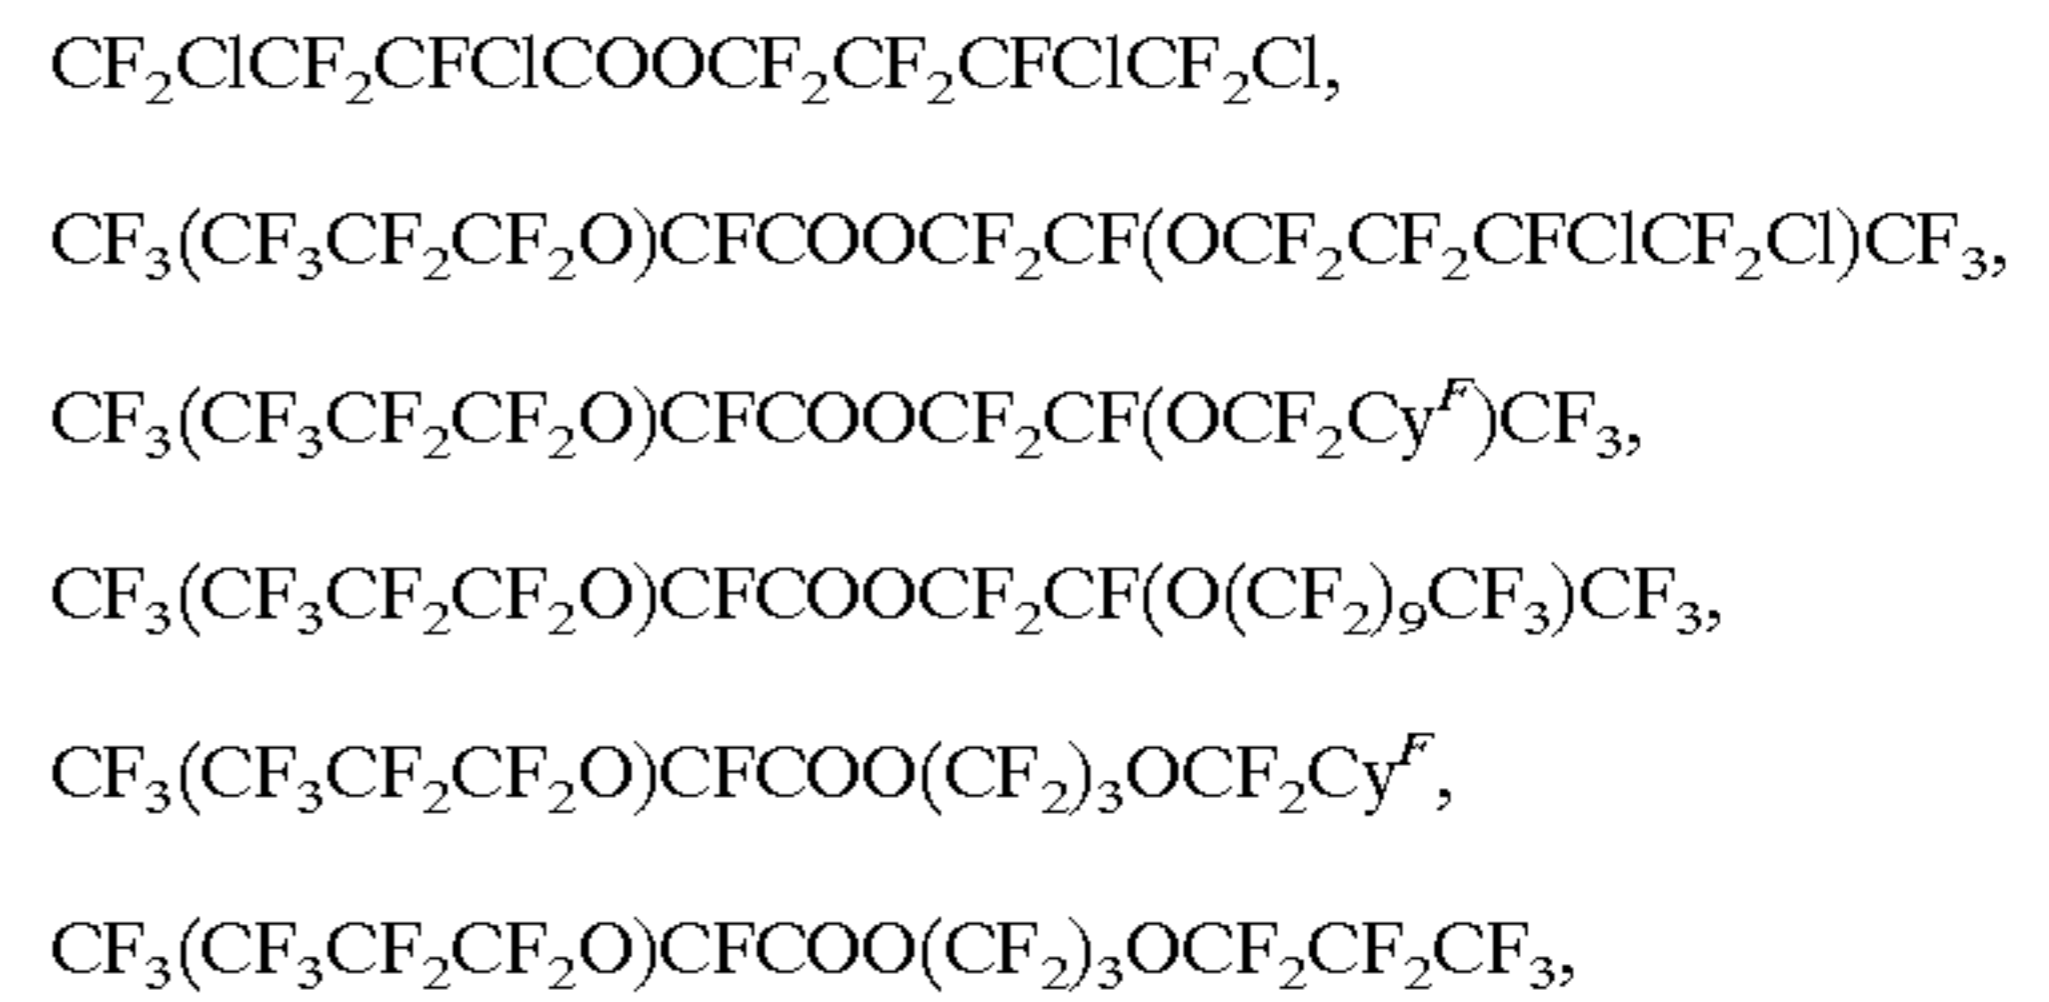 CF₂ClCF₂CFClCOOCF₂CF₂CFClCF₂Cl,
CF₃(CF₃CF₂CF₂O)CFCOOCF₂CF(OCF₂CF₂CFClCF₂Cl)CF₃,
CF₃(CF₃CF₂CF₂O)CFCOOCF₂CF(OCF₂Cyᶠ)CF₃,
CF₃(CF₃CF₂CF₂O)CFCOOCF₂CF(O(CF₂)₉CF₃)CF₃,
CF₃(CF₃CF₂CF₂O)CFCOO(CF₂)₃OCF₂Cyᶠ,
CF₃(CF₃CF₂CF₂O)CFCOO(CF₂)₃OCF₂CF₂CF₃,